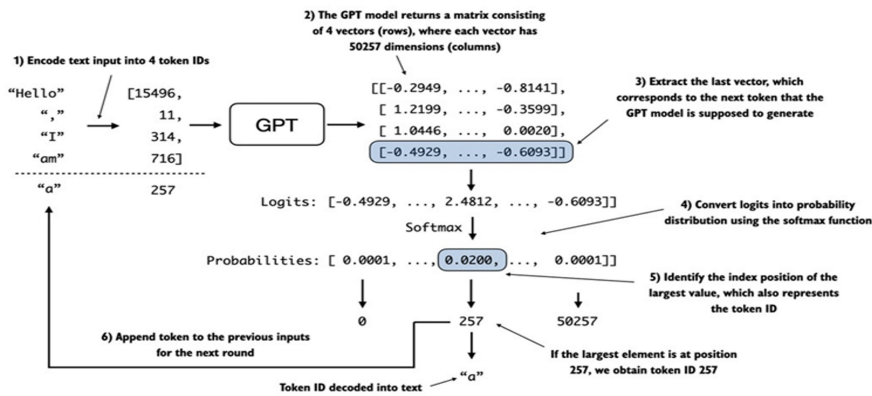 2) The GPT model returns a matrix consisting
of 4 vectors (rows), where each vector has
50257 dimensions (columns)
1) Encode text input into 4 token IDs
“Hello”
“,”
“I”
“am”
“a”
[15496,
11,
314,
716]
257
GPT
[[-0.2949, ..., -0.8141],
[ 1.2199, ..., -0.3599],
[ 1.0446, ..., 0.0020],
[-0.4929, ..., -0.6093]]
3) Extract the last vector, which
corresponds to the next token that the
GPT model is supposed to generate
Logits: [-0.4929, ..., 2.4812, ..., -0.6093]]
Softmax
4) Convert logits into probability
distribution using the softmax function
Probabilities: [ 0.0001, ..., 0.0200, ..., 0.0001]]
5) Identify the index position of the
largest value, which also represents
the token ID
0 257 50257
6) Append token to the previous inputs
for the next round
If the largest element is at position
257, we obtain token ID 257
Token ID decoded into text
“a”